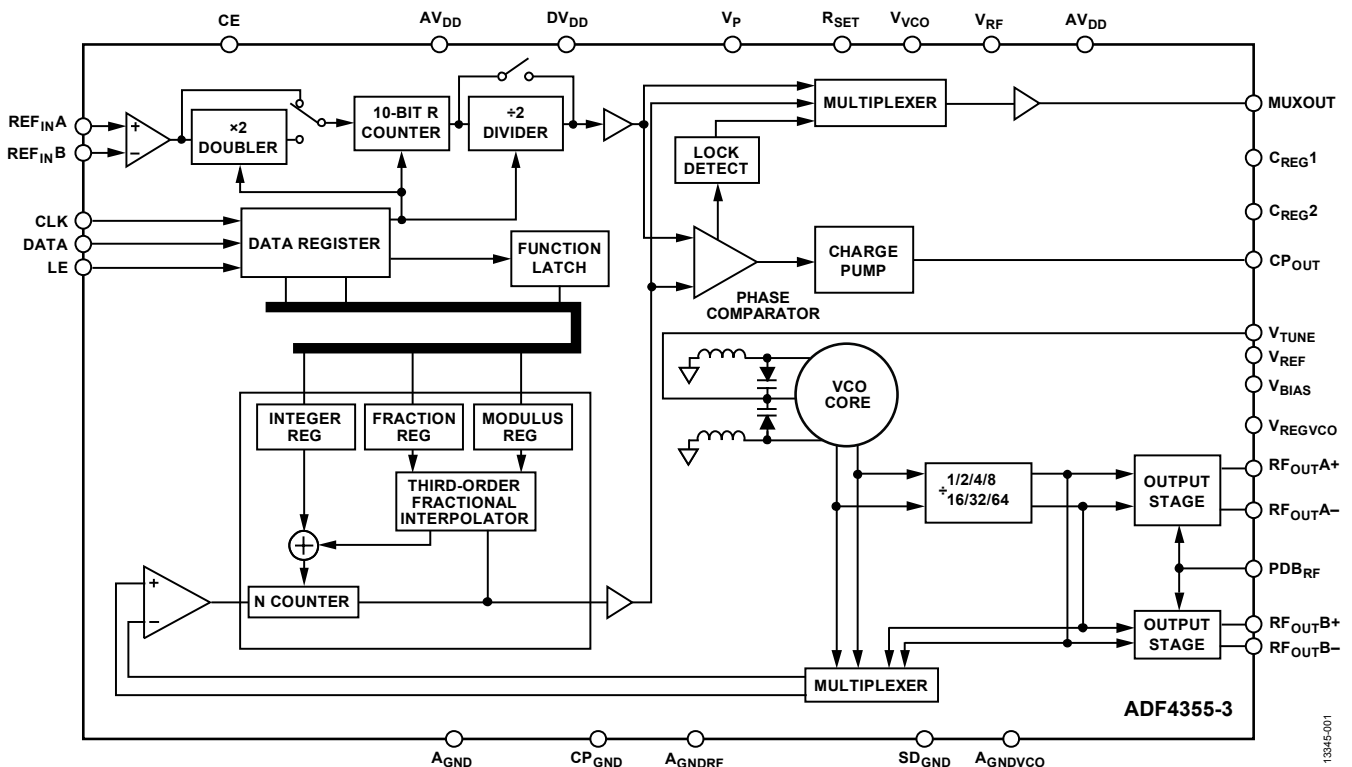 CE
AVDD
DVDD
VP
RSET
VVCO
VRF
AVDD
REFINA
REFINB
+
−
×2
DOUBLER
10-BIT R
COUNTER
÷2
DIVIDER
MULTIPLEXER
MUXOUT
LOCK
DETECT
CREG1
CREG2
CLK
DATA
LE
DATA REGISTER
FUNCTION
LATCH
CHARGE
PUMP
CPOUT
PHASE
COMPARATOR
VTUNE
VREF
VBIAS
VREGVCO
VCO
CORE
INTEGER
REG
FRACTION
REG
MODULUS
REG
THIRD-ORDER
FRACTIONAL
INTERPOLATOR
+
−
N COUNTER
÷ 1/2/4/8
16/32/64
OUTPUT
STAGE
RFOUTA+
RFOUTA−
PDBRF
OUTPUT
STAGE
RFOUTB+
RFOUTB−
MULTIPLEXER
ADF4355-3
AGND
CPGND
AGNDRF
SDGND
AGNDVCO
13345-001